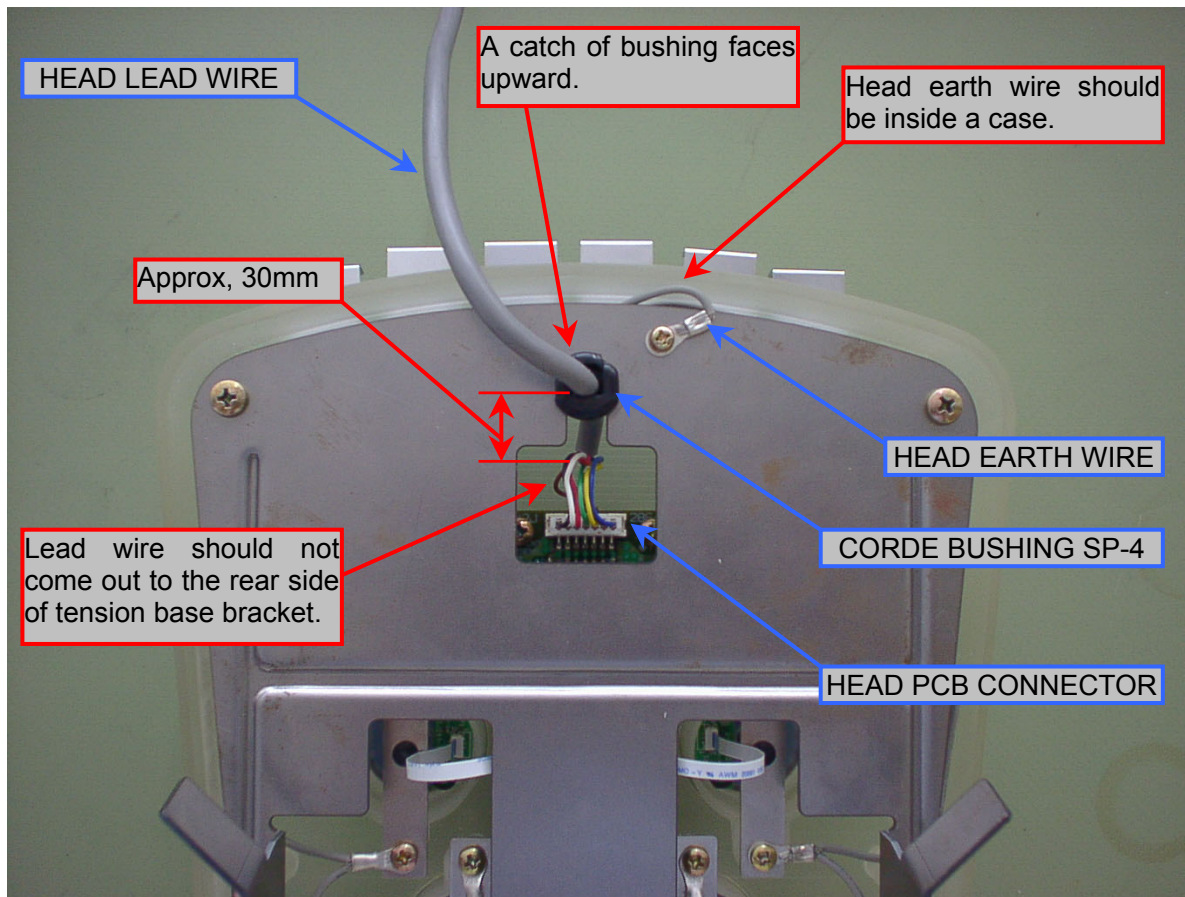 HEAD LEAD WIRE
A catch of bushing faces
upward.
Head earth wire should
be inside a case.
Approx, 30mm
HEAD EARTH WIRE
Lead wire should not
come out to the rear side
of tension base bracket.
CORDE BUSHING SP-4
HEAD PCB CONNECTOR